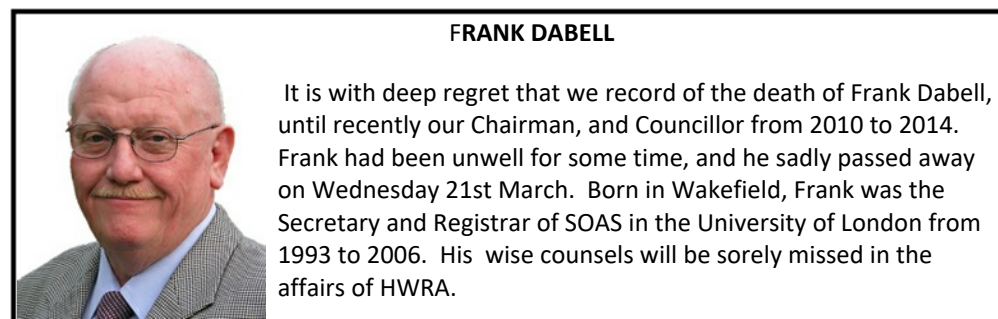 FRANK DABELL
It is with deep regret that we record of the death of Frank Dabell,
until recently our Chairman, and Councillor from 2010 to 2014.
Frank had been unwell for some time, and he sadly passed away
on Wednesday 21st March. Born in Wakefield, Frank was the
Secretary and Registrar of SOAS in the University of London from
1993 to 2006. His wise counsels will be sorely missed in the
affairs of HWRA.